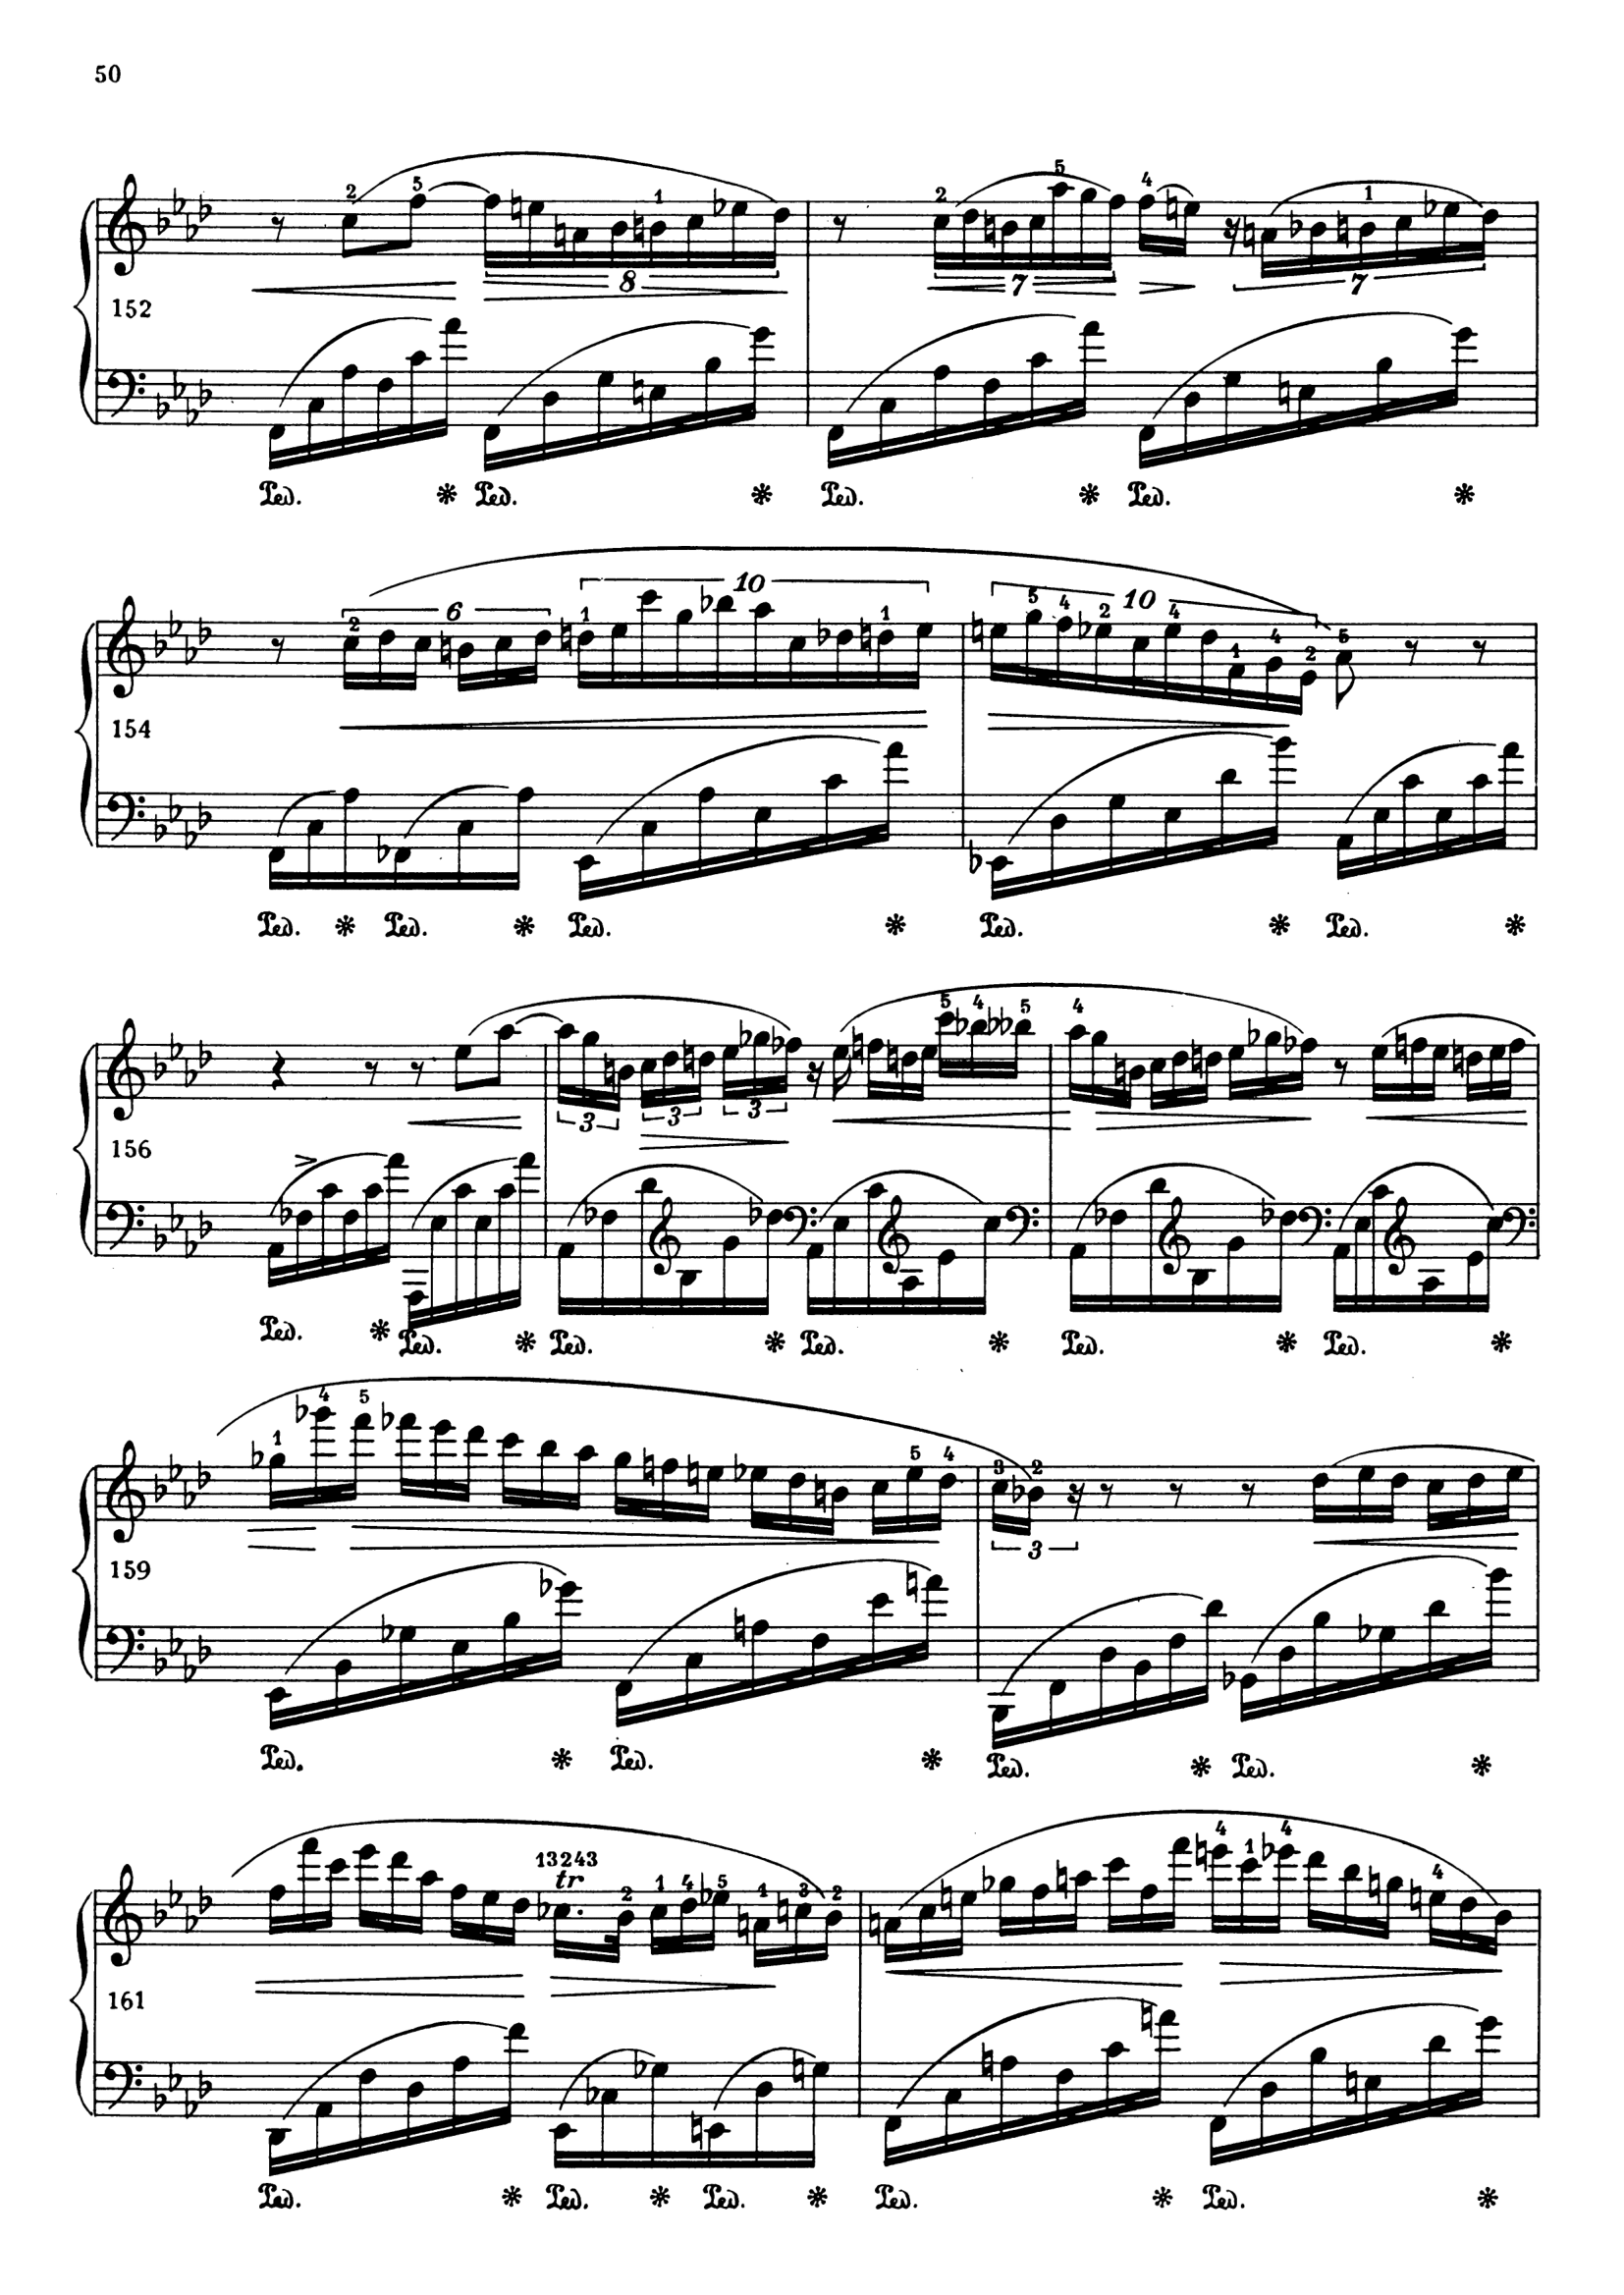 50
2 5 1
8
2 5 4 1
7 7
152
Ped. * Ped. * Ped. * Ped. *
10
6 5 4 10
2 1 1 2 4 1 4 2 5
154
Ped. * Ped. * Ped. * Ped. * Ped. *
5 4 5 4
3 3 3
156
Ped. * Ped. * Ped. * Ped. * Ped. * Ped. *
1 4 5 5 4 3 2
3
159
Ped. * Ped. * Ped. * Ped. *
13243
tr
2 1 4 5 1 3 2 4 1 4 4
161
Ped. * Ped. * Ped. * Ped. * Ped. *